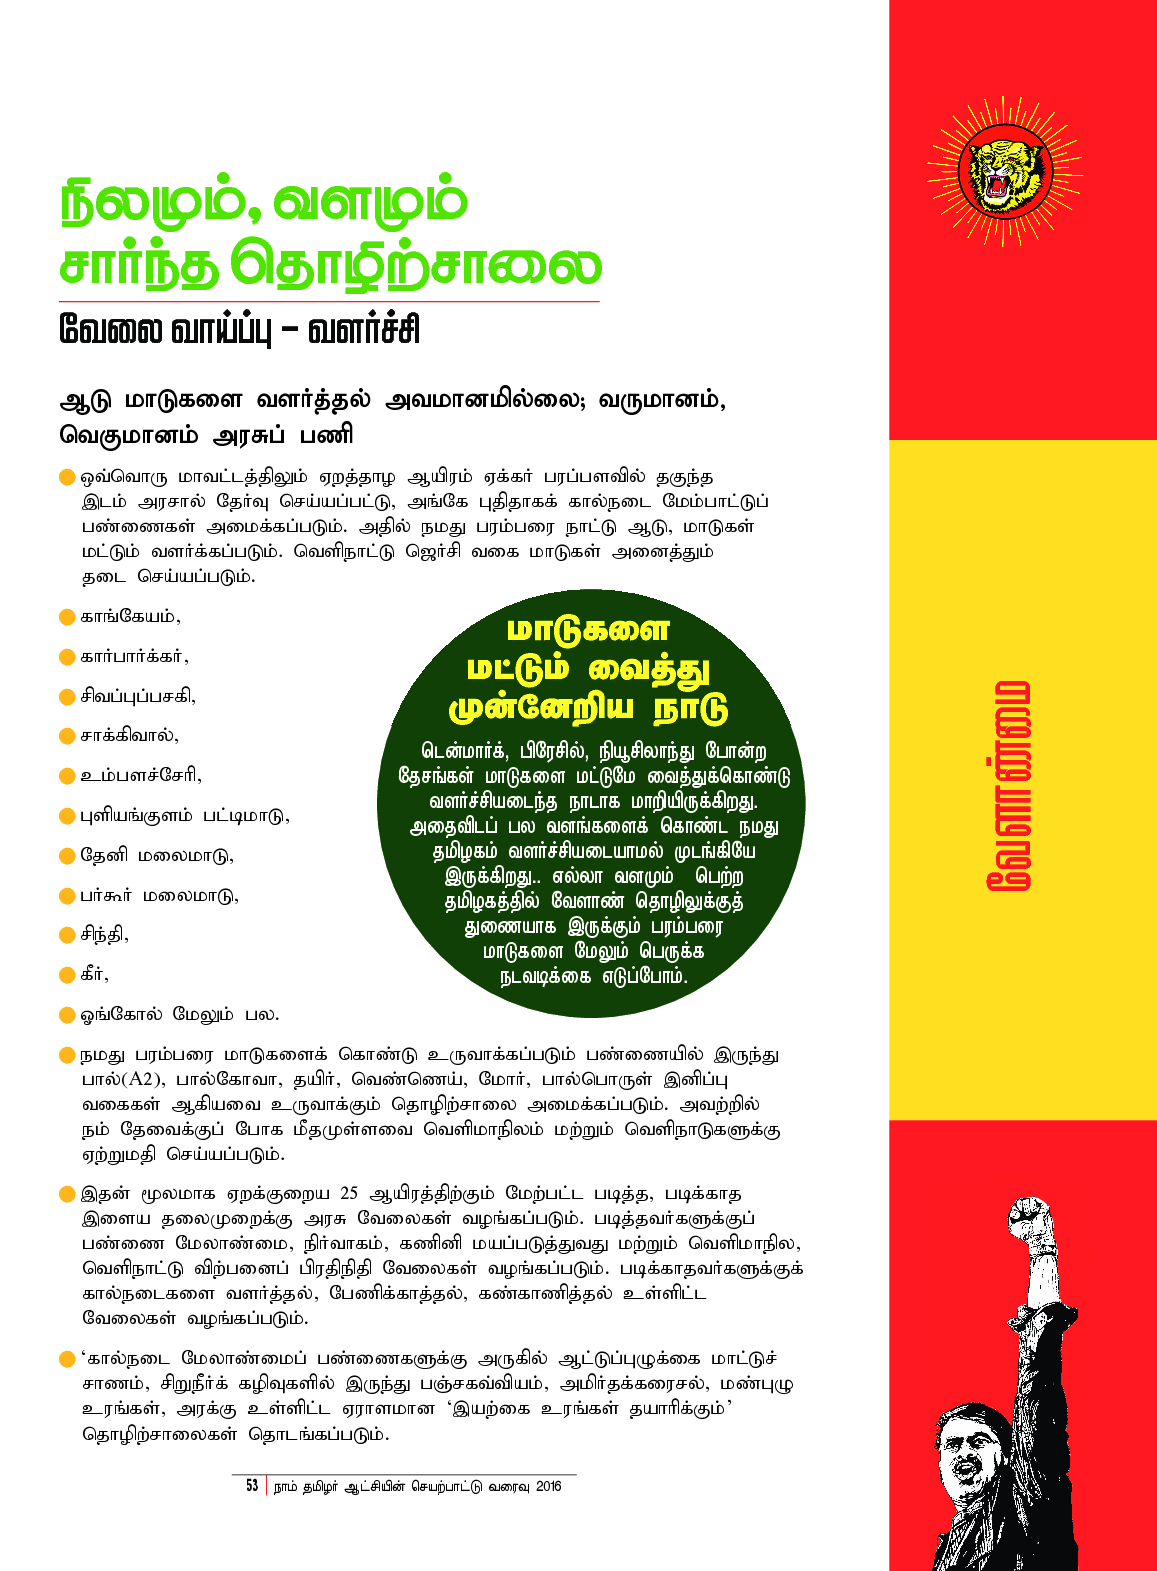 நிலமும், வளமும்
சார்ந்த தொழிற்சாலை
வேலை வாய்ப்பு – வளர்ச்சி
ஆடு மாடுகளை வளர்த்தல் அவமானமில்லை; வருமானம்,
வெகுமானம் அரசுப் பணி
ஒவ்வொரு மாவட்டத்திலும் ஏறத்தாழ ஆயிரம் ஏக்கர் பரப்பளவில் தகுந்த
இடம் அரசால் தேர்வு செய்யப்பட்டு, அங்கே புதிதாகக் கால்நடை மேம்பாட்டுப்
பண்ணைகள் அமைக்கப்படும். அதில் நமது பரம்பரை நாட்டு ஆடு, மாடுகள்
மட்டும் வளர்க்கப்படும். வெளிநாட்டு ஜெர்சி வகை மாடுகள் அனைத்தும்
தடை செய்யப்படும்.
காங்கேயம்,
கார்பார்க்கர்,
சிவப்புப்பசகி,
சாக்கிவால்,
உம்பளச்சேரி,
புளியங்குளம் பட்டிமாடு,
தேனி மலைமாடு,
பர்கூர் மலைமாடு,
சிந்தி,
கீர்,
ஓங்கோல் மேலும் பல.
மாடுகளை
மட்டும் வைத்து
முன்னேறிய நாடு
டென்மார்க், பிரேசில், நியூசிலாந்து போன்ற
தேசங்கள் மாடுகளை மட்டுமே வைத்துக்கொண்டு
வளர்ச்சியடைந்த நாடாக மாறியிருக்கிறது.
அதைவிடப் பல வளங்களைக் கொண்ட நமது
தமிழகம் வளர்ச்சியடையாமல் முடங்கியே
இருக்கிறது.. எல்லா வளமும் பெற்ற
தமிழகத்தில் வேளாண் தொழிலுக்குத்
துணையாக இருக்கும் பரம்பரை
மாடுகளை மேலும் பெருக்க
நடவடிக்கை எடுப்போம்.
நமது பரம்பரை மாடுகளைக் கொண்டு உருவாக்கப்படும் பண்ணையில் இருந்து
பால்(A2), பால்கோவா, தயிர், வெண்ணெய், மோர், பால்பொருள் இனிப்பு
வகைகள் ஆகியவை உருவாக்கும் தொழிற்சாலை அமைக்கப்படும். அவற்றில்
நம் தேவைக்குப் போக மீதமுள்ளவை வெளிமாநிலம் மற்றும் வெளிநாடுகளுக்கு
ஏற்றுமதி செய்யப்படும்.
இதன் மூலமாக ஏறக்குறைய 25 ஆயிரத்திற்கும் மேற்பட்ட படித்த, படிக்காத
இளைய தலைமுறைக்கு அரசு வேலைகள் வழங்கப்படும். படித்தவர்களுக்குப்
பண்ணை மேலாண்மை, நிர்வாகம், கணினி மயப்படுத்துவது மற்றும் வெளிமாநில,
வெளிநாட்டு விற்பனைப் பிரதிநிதி வேலைகள் வழங்கப்படும். படிக்காதவர்களுக்குக்
கால்நடைகளை வளர்த்தல், பேணிக்காத்தல், கண்காணித்தல் உள்ளிட்ட
வேலைகள் வழங்கப்படும்.
‘கால்நடை மேலாண்மைப் பண்ணைகளுக்கு அருகில் ஆட்டுப்புழுக்கை மாட்டுச்
சாணம், சிறுநீர்க் கழிவுகளில் இருந்து பஞ்சகவ்வியம், அமிர்தக்கரைசல், மண்புழு
உரங்கள், அரக்கு உள்ளிட்ட ஏராளமான ‘இயற்கை உரங்கள் தயாரிக்கும்’
தொழிற்சாலைகள் தொடங்கப்படும்.
வேளாண்மை
53 நாம் தமிழர் ஆட்சியின் செயற்பாட்டு வரைவு 2016